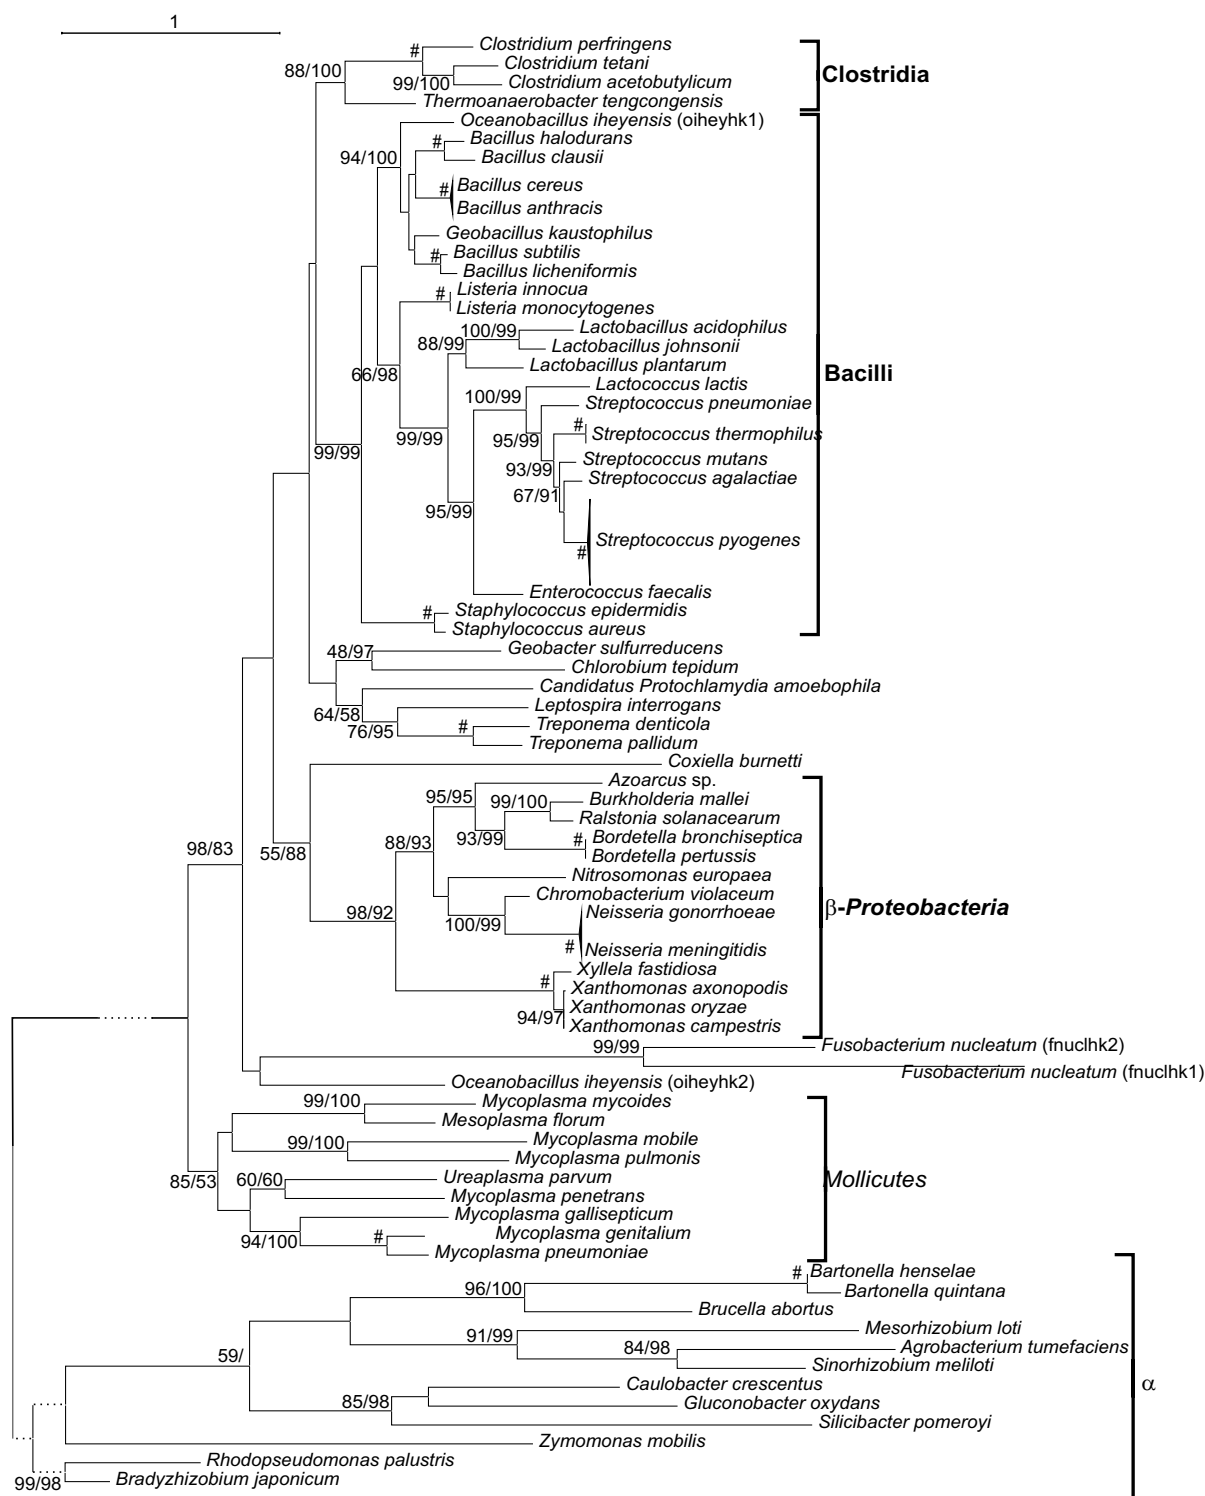 1
# Clostridium perfringens
88/100
Clostridium tetani
99/100 Clostridium acetobutylicum
Clostridia
Thermoanaerobacter tengcongensis
Oceanobacillus iheyensis (oiheyhk1)
# Bacillus halodurans
94/100 Bacillus clausii
# Bacillus cereus
Bacillus anthracis
Geobacillus kaustophilus
# Bacillus subtilis
Bacillus licheniformis
# Listeria innocua
Listeria monocytogenes
100/99 Lactobacillus acidophilus
88/99 Lactobacillus johnsonii
Lactobacillus plantarum
66/98
Bacilli
Lactococcus lactis
100/99 Streptococcus pneumoniae
# Streptococcus thermophilus
99/99 95/99
99/99
Streptococcus mutans
93/99 Streptococcus agalactiae
67/91
95/99
Streptococcus pyogenes
#
Enterococcus faecalis
# Staphylococcus epidermidis
Staphylococcus aureus
48/97 Geobacter sulfurreducens
Chlorobium tepidum
Candidatus Protochlamydia amoebophila
64/58 Leptospira interrogans
76/95 # Treponema denticola
Treponema pallidum
Coxiella burnetti
Azoarcus sp.
95/95 99/100 Burkholderia mallei
Ralstonia solanacearum
93/99 # Bordetella bronchiseptica
88/93
98/83 55/88 Bordetella pertussis
Nitrosomonas europaea
Chromobacterium violaceum
98/92 Neisseria gonorrhoeae
β-Proteobacteria
100/99
# Neisseria meningitidis
Xyllela fastidiosa
# Xanthomonas axonopodis
Xanthomonas oryzae
94/97 Xanthomonas campestris
99/99 Fusobacterium nucleatum (fnuclhk2)
Fusobacterium nucleatum (fnuclhk1)
Oceanobacillus iheyensis (oiheyhk2)
99/100 Mycoplasma mycoides
Mesoplasma florum
99/100 Mycoplasma mobile
Mycoplasma pulmonis
85/53 60/60 Ureaplasma parvum
Mollicutes
Mycoplasma penetrans
Mycoplasma gallisepticum
94/100 # Mycoplasma genitalium
Mycoplasma pneumoniae
# Bartonella henselae
96/100 Bartonella quintana
Brucella abortus
91/99 Mesorhizobium loti
59/ 84/98 Agrobacterium tumefaciens
Sinorhizobium meliloti
Caulobacter crescentus
α
85/98 Gluconobacter oxydans
Silicibacter pomeroyi
Zymomonas mobilis
Rhodopseudomonas palustris
99/98 Bradyzhizobium japonicum